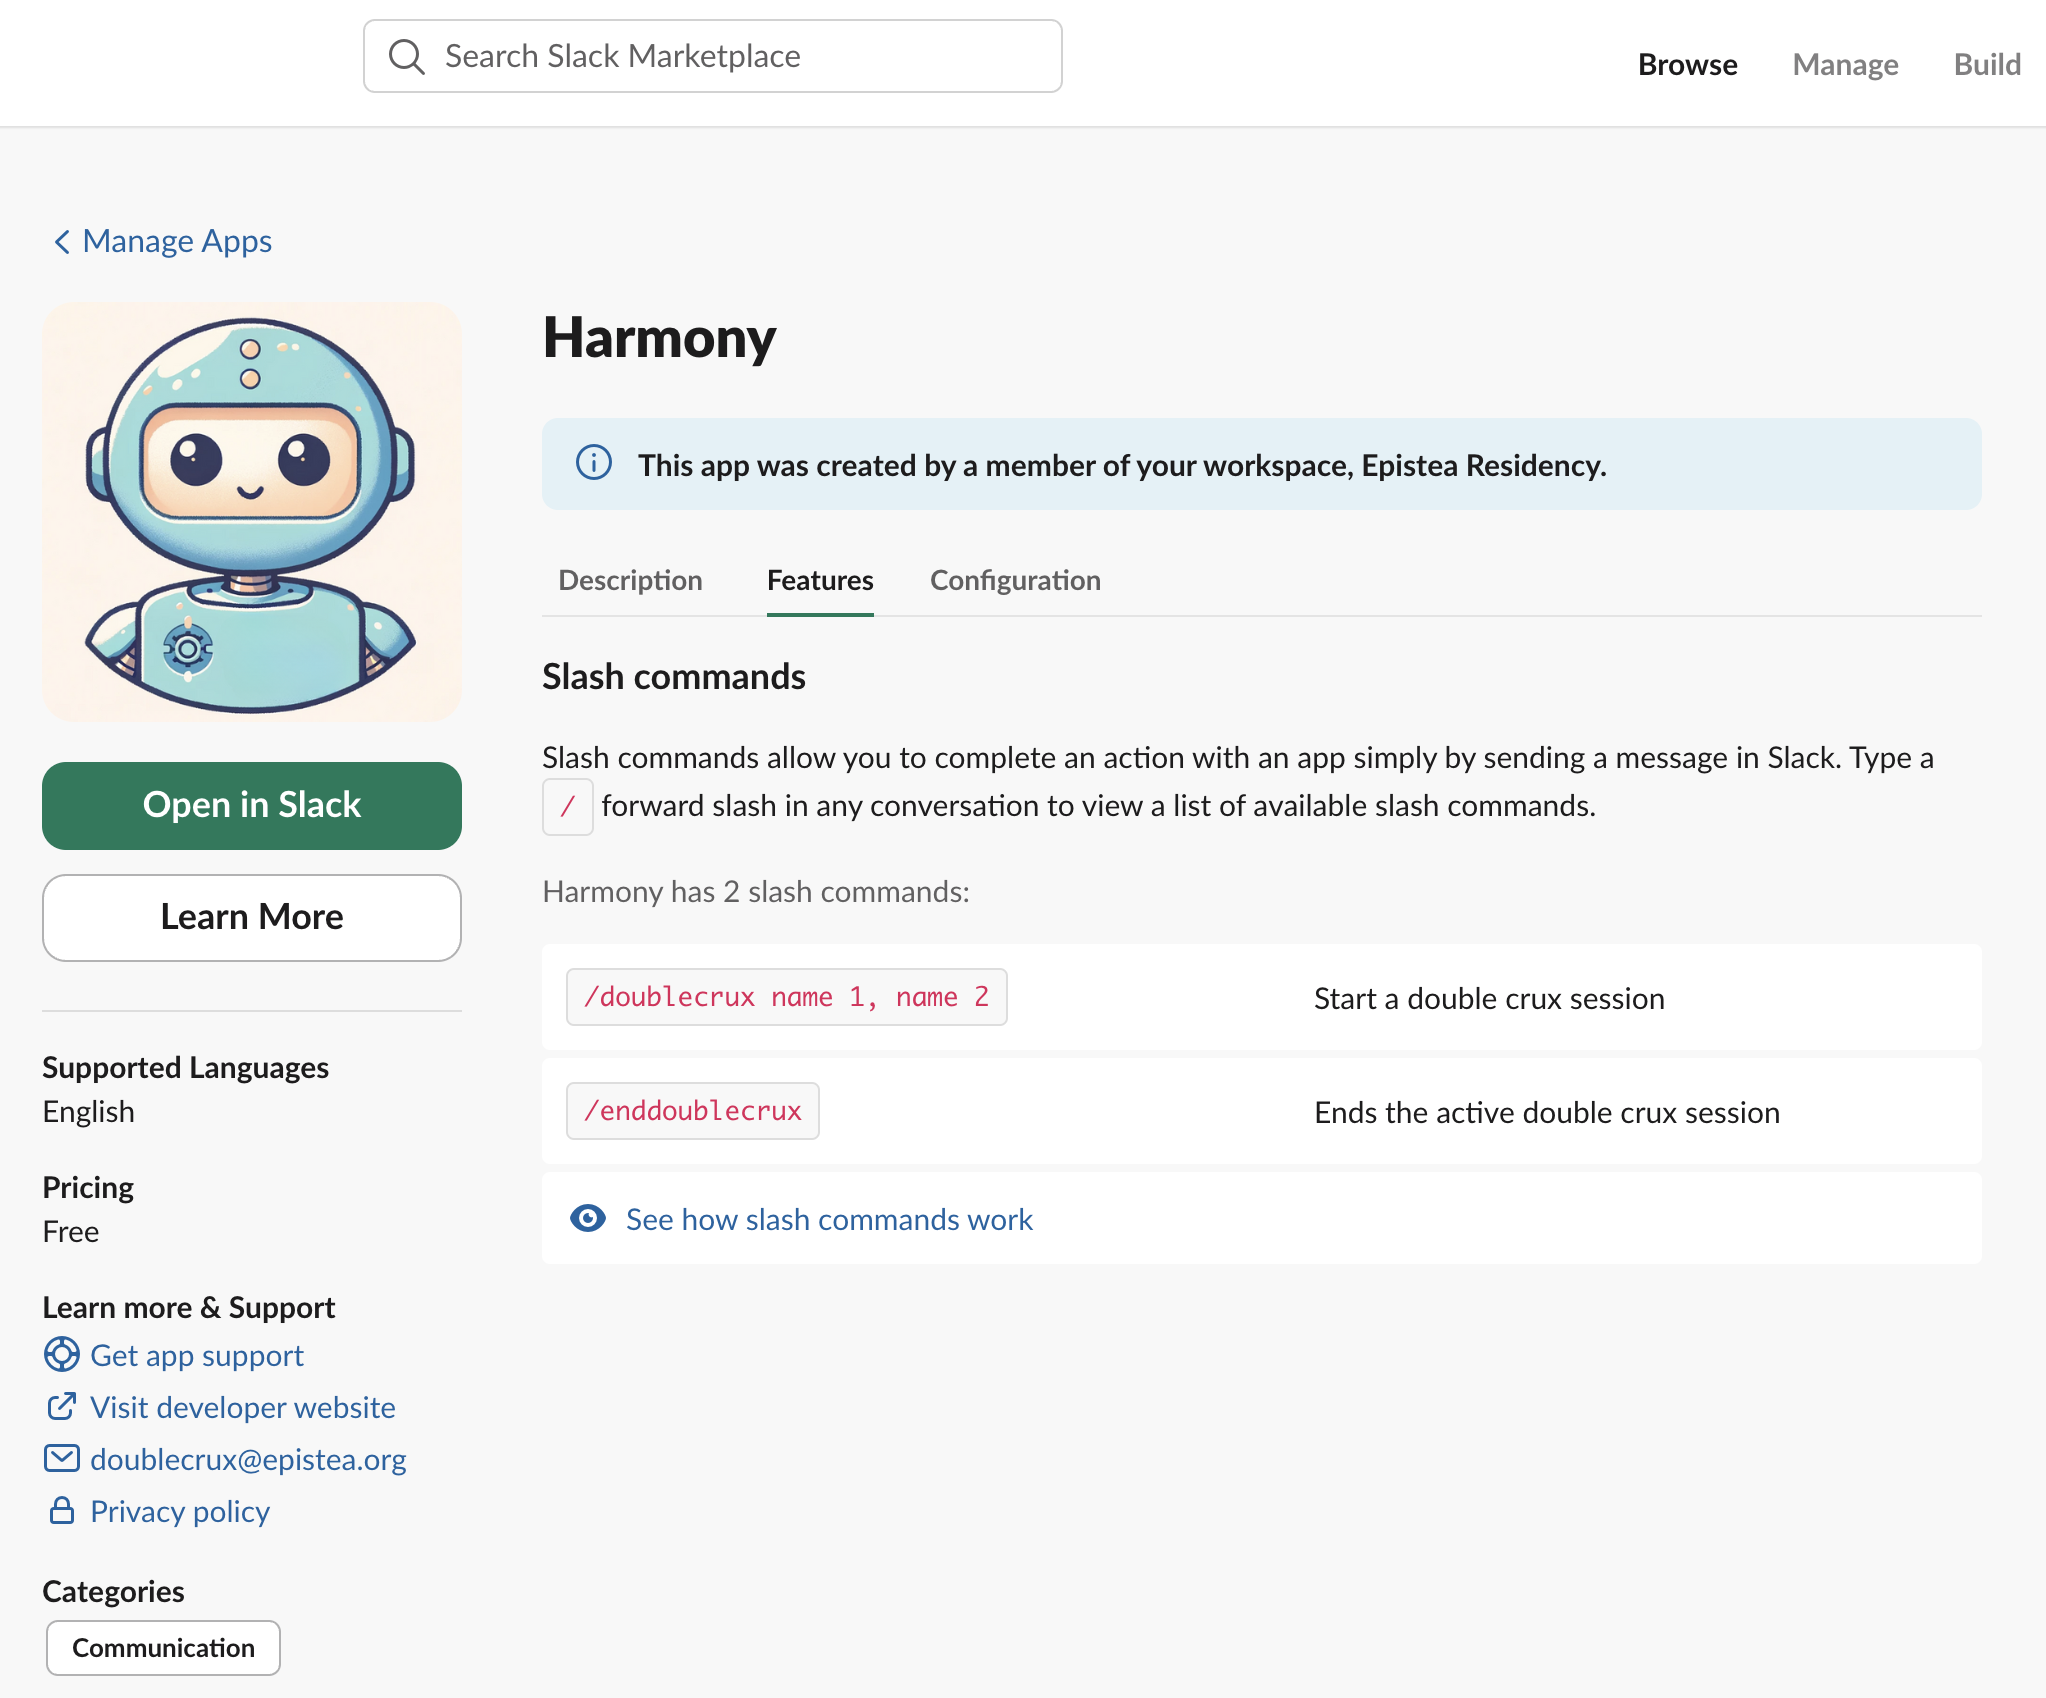 Search Slack Marketplace
Browse
Manage
Build
Manage Apps
Harmony
This app was created by a member of your workspace, Epistea Residency.
Description
Features
Configuration
Slash commands
Slash commands allow you to complete an action with an app simply by sending a message in Slack. Type a
/ forward slash in any conversation to view a list of available slash commands.
Harmony has 2 slash commands:
/doublecrux name 1, name 2
Start a double crux session
/enddoublecrux
Ends the active double crux session
See how slash commands work
Open in Slack
Learn More
Supported Languages
English
Pricing
Free
Learn more & Support
Get app support
Visit developer website
doublecrux@epistea.org
Privacy policy
Categories
Communication